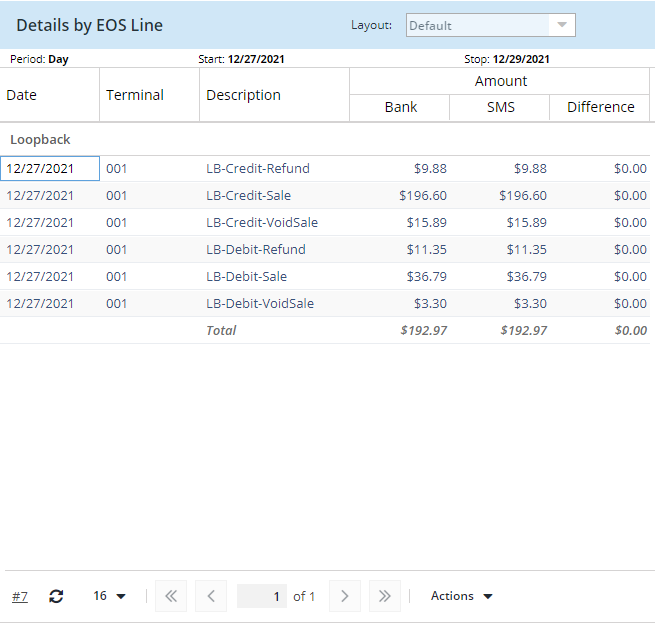 Details by EOS Line Layout: Default
Period: Day Start: 12/27/2021 Stop: 12/29/2021
Date Terminal Description Amount
Bank SMS Difference
Loopback
12/27/2021 001 LB-Credit-Refund $9.88 $9.88 $0.00
12/27/2021 001 LB-Credit-Sale $196.60 $196.60 $0.00
12/27/2021 001 LB-Credit-VoidSale $15.89 $15.89 $0.00
12/27/2021 001 LB-Debit-Refund $11.35 $11.35 $0.00
12/27/2021 001 LB-Debit-Sale $36.79 $36.79 $0.00
12/27/2021 001 LB-Debit-VoidSale $3.30 $3.30 $0.00
Total $192.97 $192.97 $0.00
#7 16 1 of 1 Actions